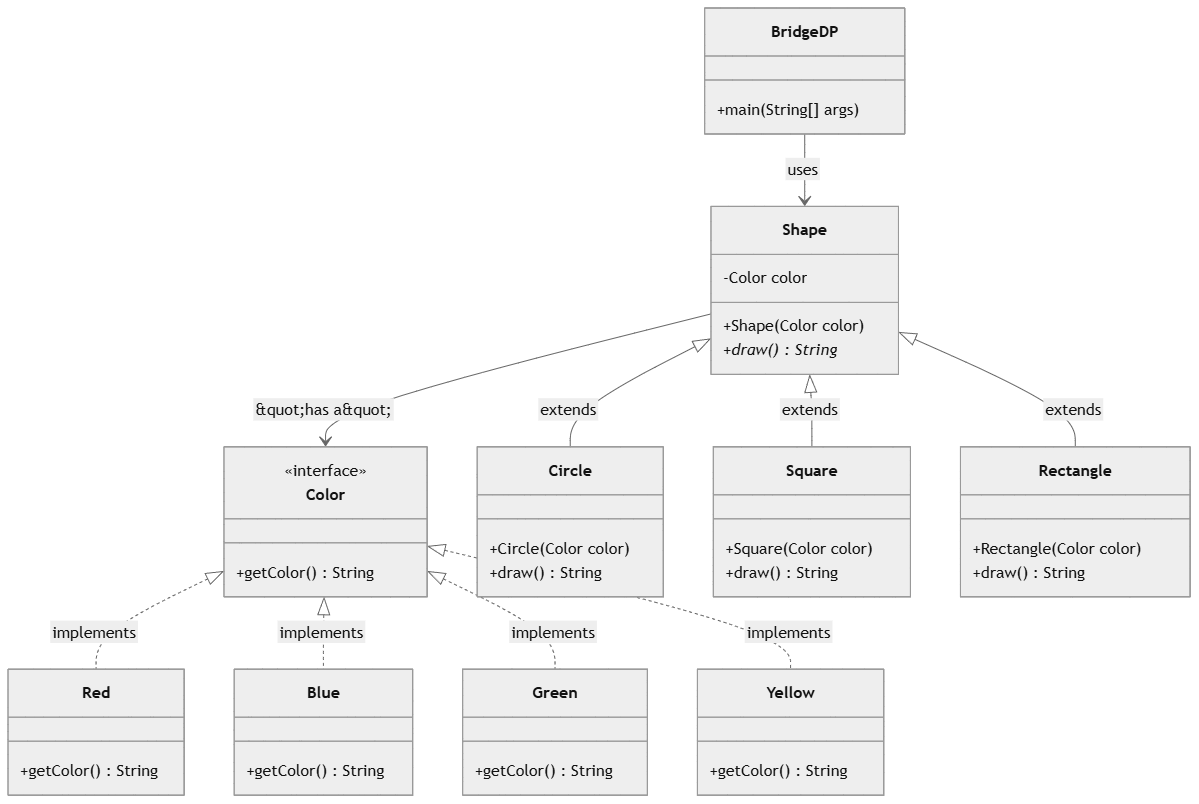 BridgeDP
+main(String[] args)
uses
Shape
-Color color
+Shape(Color color)
+draw() : String
&quot;has a&quot;
extends
extends
extends
«interface»
Color
+getColor() : String
Circle
+Circle(Color color)
+draw() : String
Square
+Square(Color color)
+draw() : String
Rectangle
+Rectangle(Color color)
+draw() : String
implements
implements
implements
implements
Red
+getColor() : String
Blue
+getColor() : String
Green
+getColor() : String
Yellow
+getColor() : String